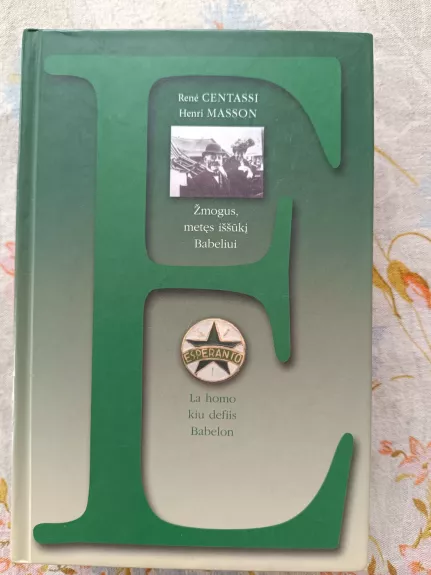 René CENTASSI
Henri MASSON
Žmogus,
metęs iššūkį
Babeliui
ESPERANTO
La homo
kiu defiis
Babelon
E